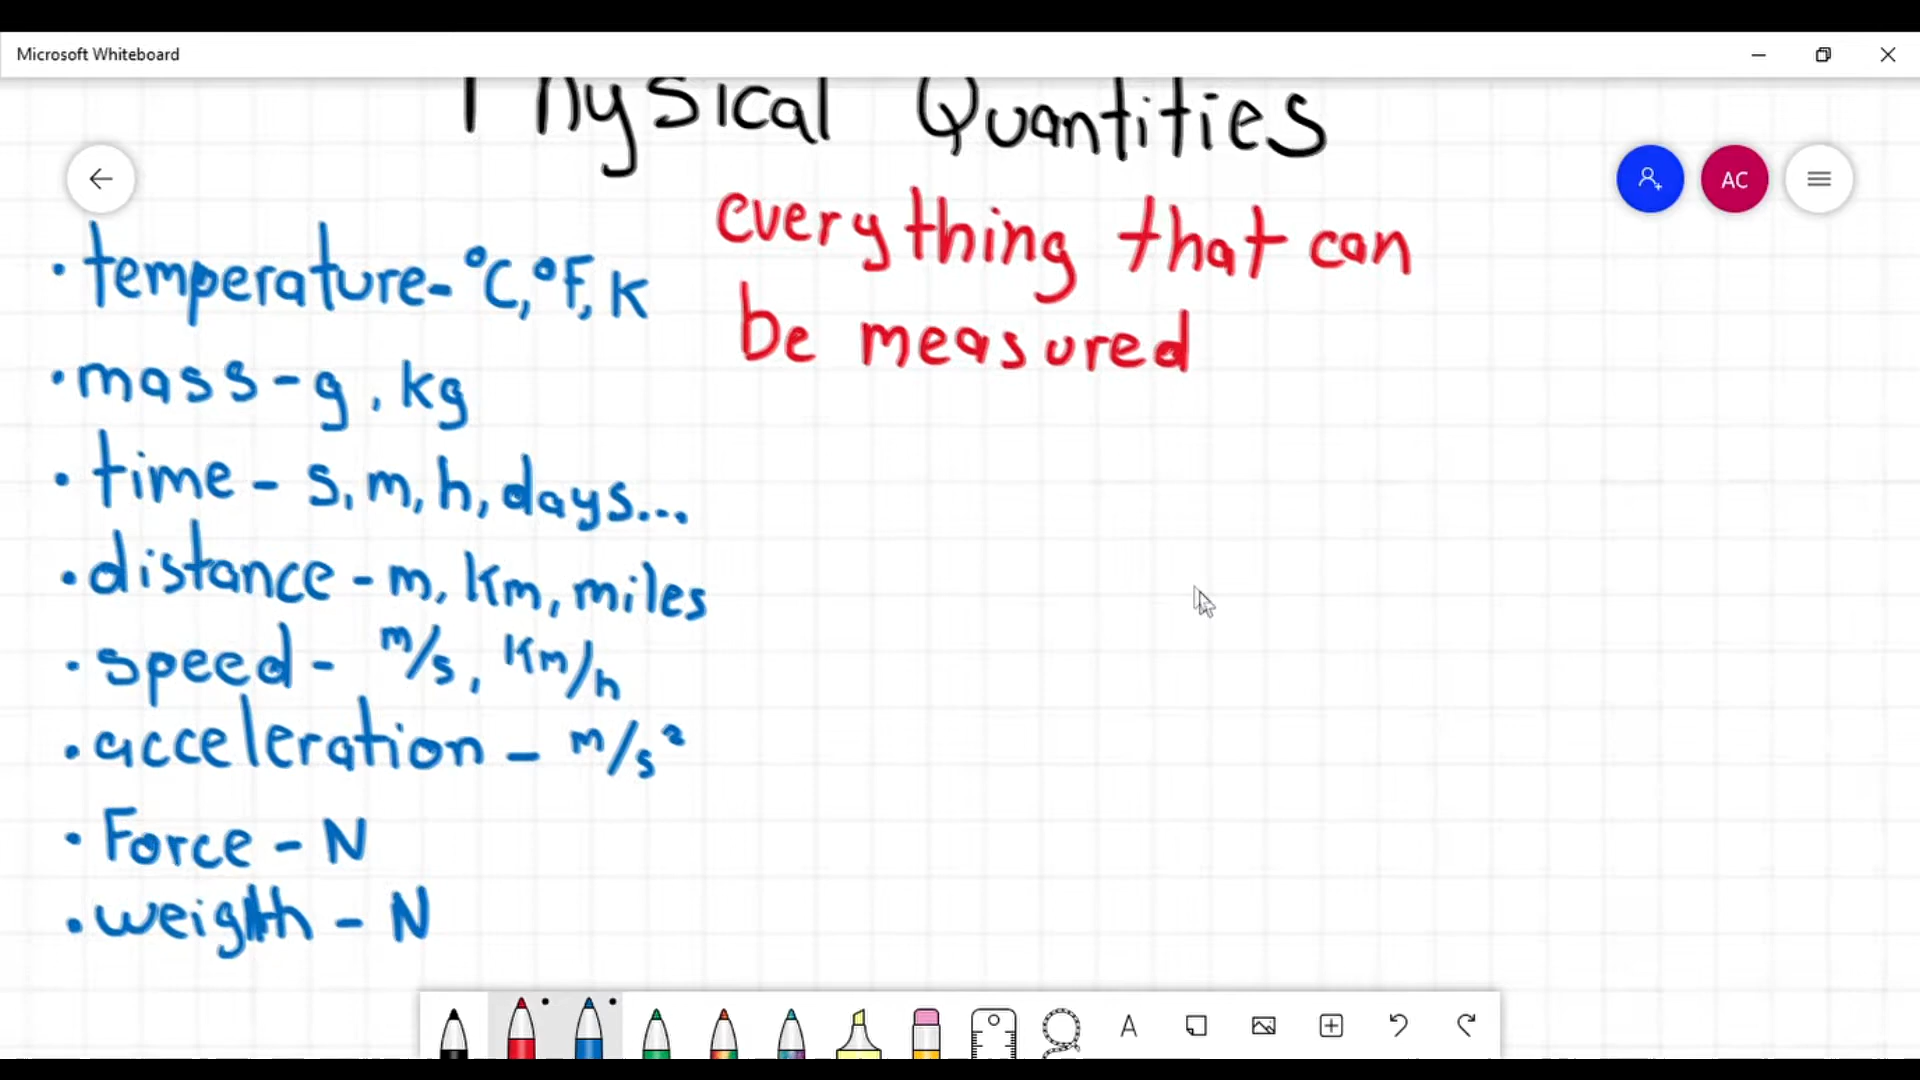 Microsoft Whiteboard
Physical Quantities
everything that can
be measured
AC
• temperature - °C, °F, K
• mass - g, kg
• time - s, m, h, days...
• distance - m, Km, miles
• speed - m/s, Km/h
• acceleration - m/s²
• Force - N
• weigth - N
A